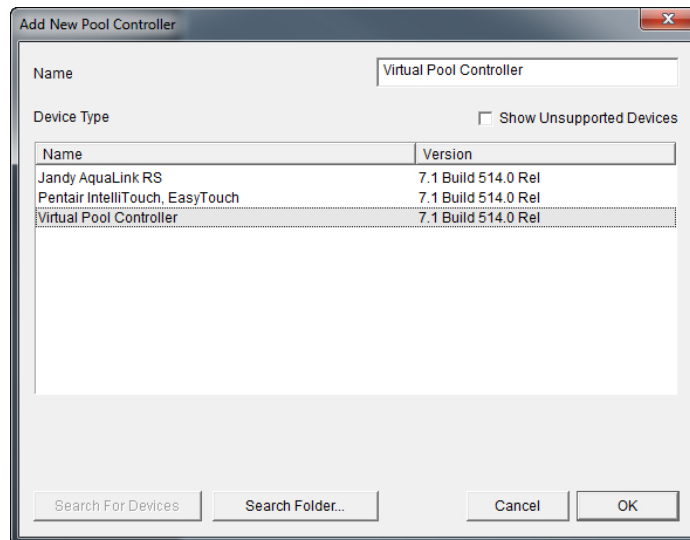 Add New Pool Controller
Name Virtual Pool Controller
Device Type Show Unsupported Devices
Name Version
Jandy AquaLink RS 7.1 Build 514.0 Rel
Pentair IntelliTouch, EasyTouch 7.1 Build 514.0 Rel
Virtual Pool Controller 7.1 Build 514.0 Rel
Search For Devices Search Folder... Cancel OK